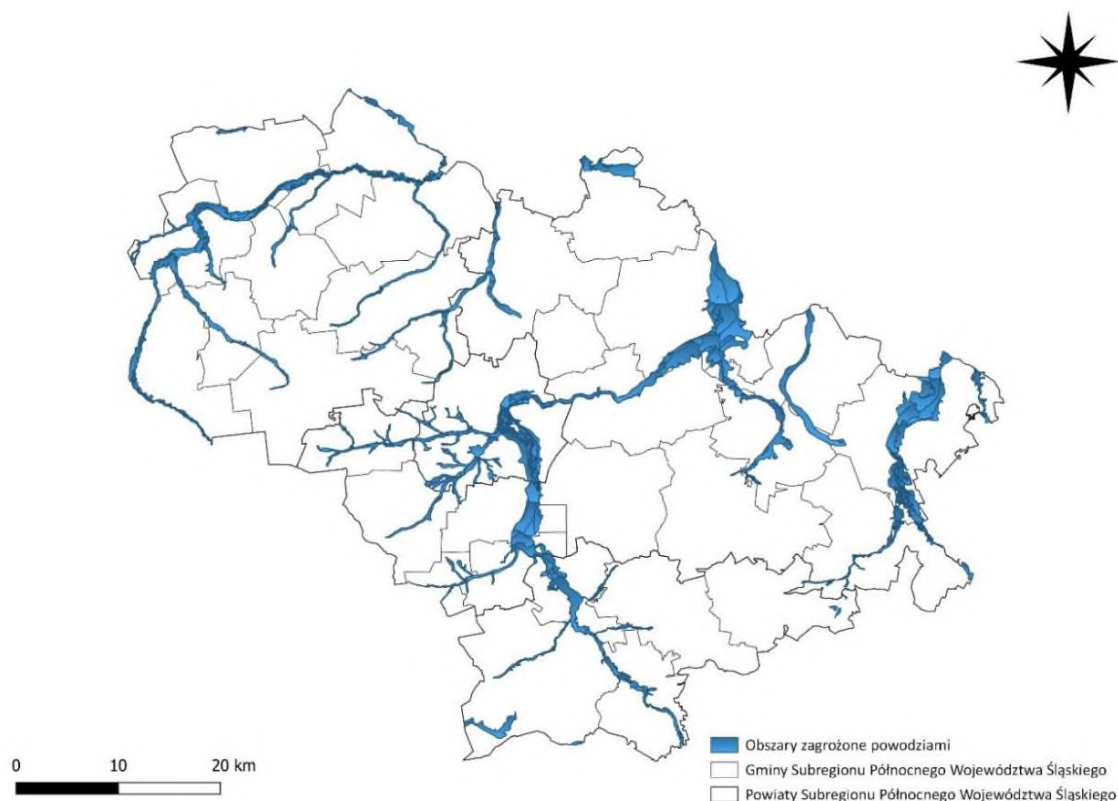 Obszary zagrożone powodziami
Gminy Subregionu Północnego Województwa Śląskiego
Powiaty Subregionu Północnego Województwa Śląskiego
0 10 20 km